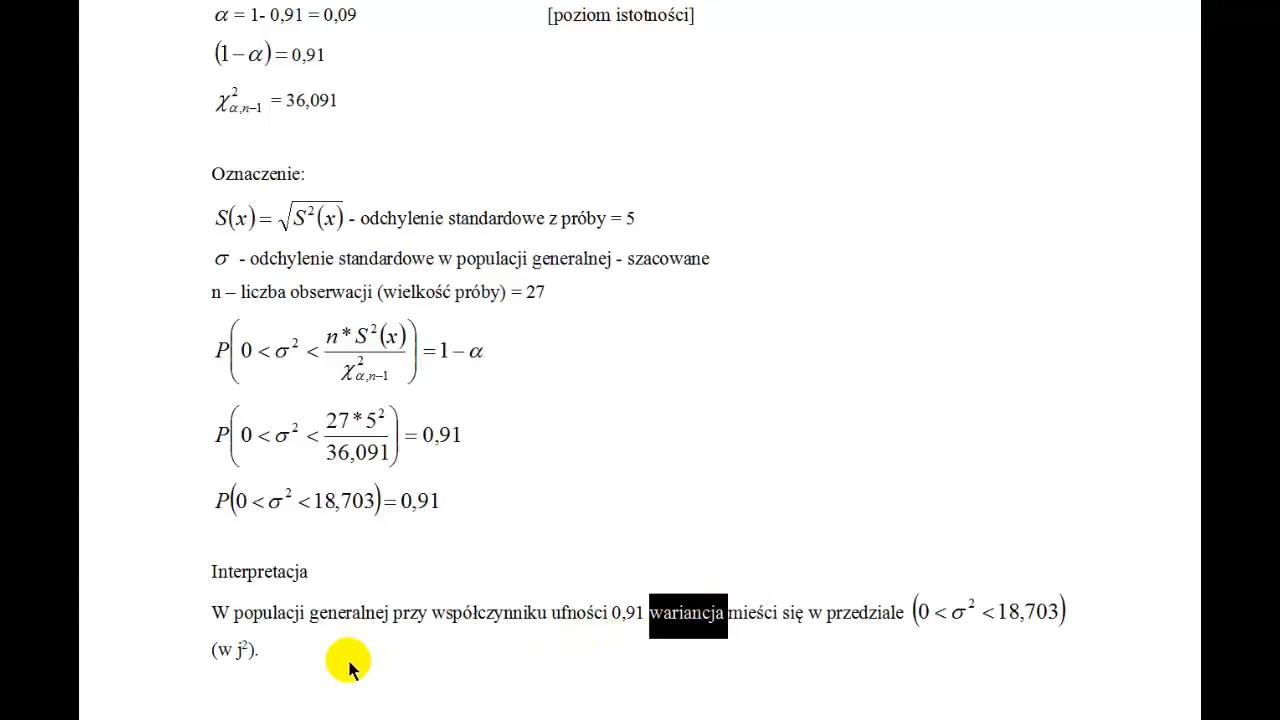 α = 1- 0,91 = 0,09 [poziom istotności]
(1 − α) = 0,91
χ²α,n−1 = 36,091
Oznaczenie:
S(x) = √S²(x) - odchylenie standardowe z próby = 5
σ - odchylenie standardowe w populacji generalnej - szacowane
n – liczba obserwacji (wielkość próby) = 27
P(0 < σ² < n * S²(x) / χ²α,n−1) = 1 − α
P(0 < σ² < 27 * 5² / 36,091) = 0,91
P(0 < σ² < 18,703) = 0,91
Interpretacja
W populacji generalnej przy współczynniku ufności 0,91 wariancja mieści się w przedziale (0 < σ² < 18,703)
(w j²).